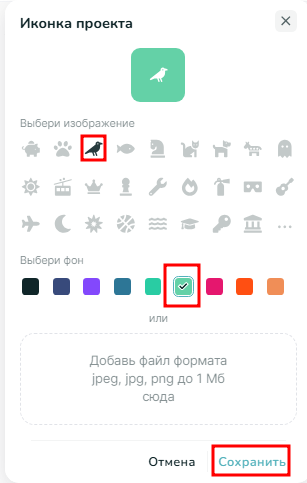 Иконка проекта
Выбери изображение
Выбери фон
или
Добавь файл формата
jpeg, jpg, png до 1 Мб
сюда
Отмена
Сохранить